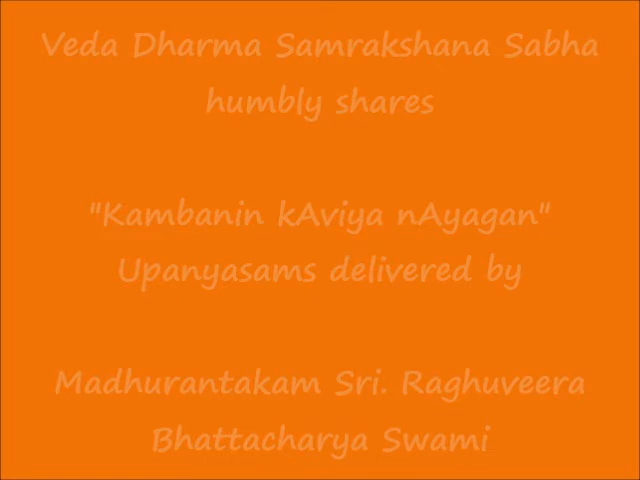 Veda Dharma Samrakshana Sabha
humbly shares
"Kambanin kAviya nAyagan"
Upanyasams delivered by
Madhurantakam Sri. Raghuveera
Bhattacharya Swami